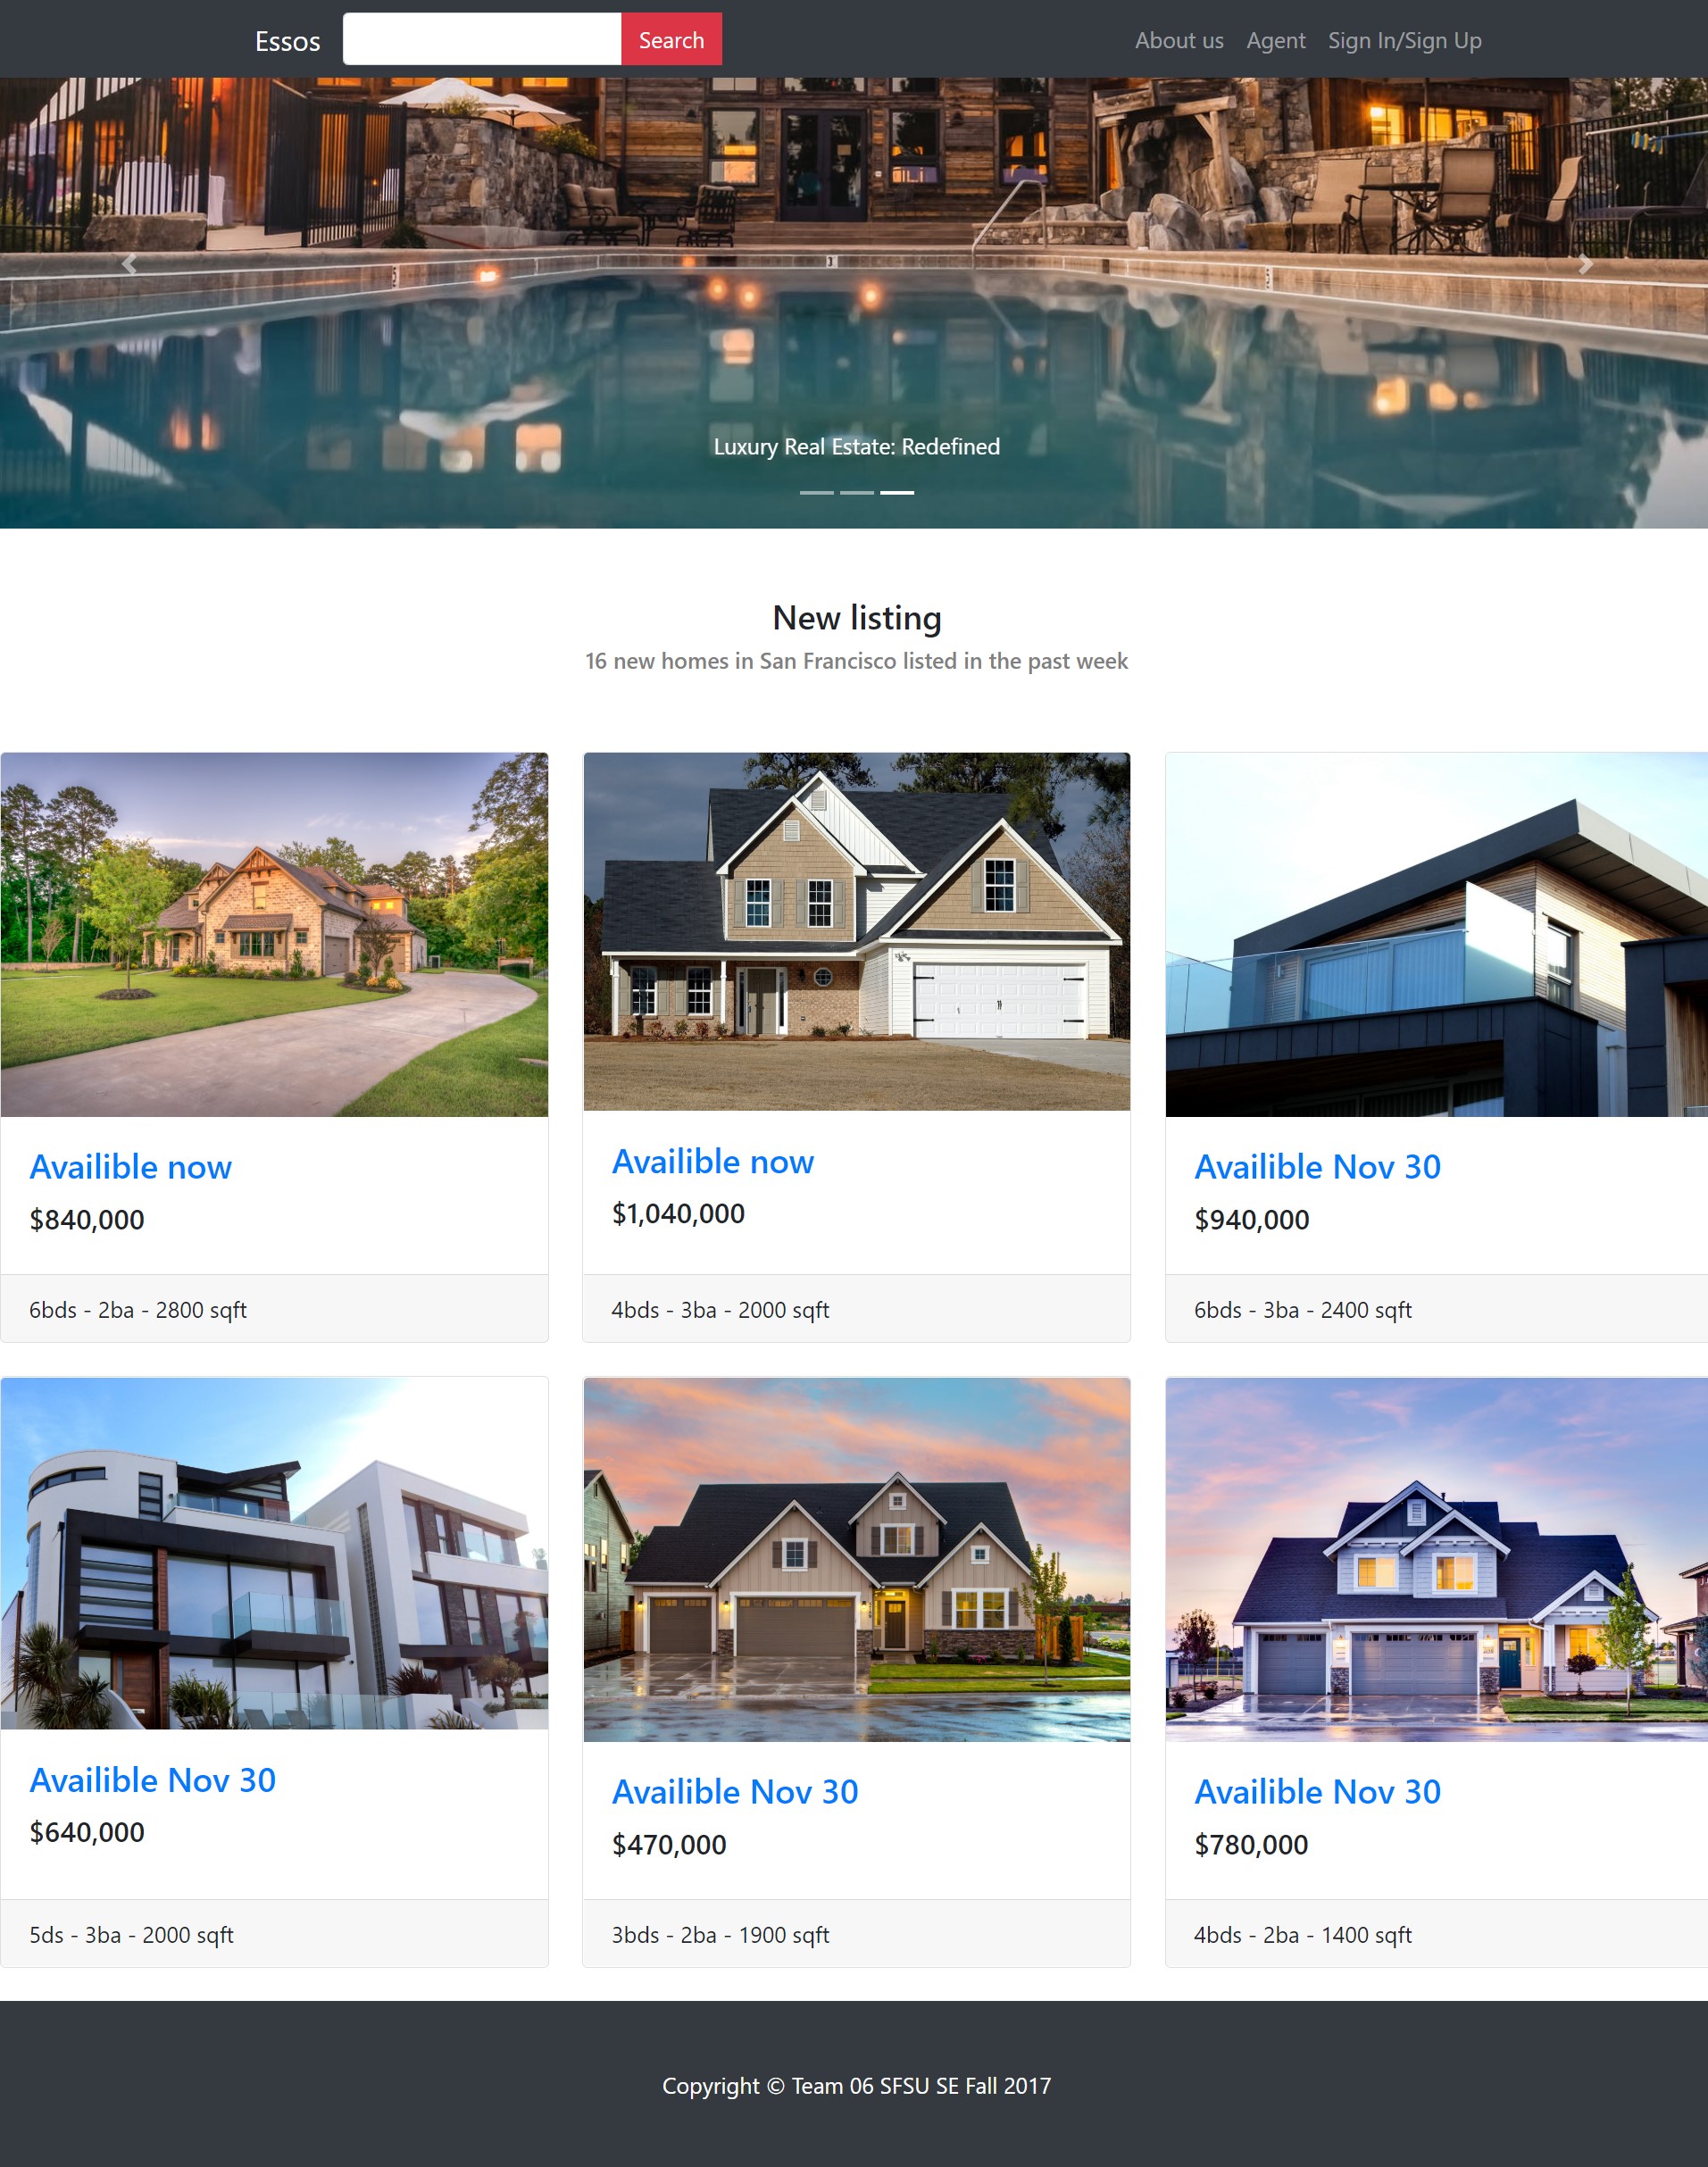 Essos Search About us Agent Sign In/Sign Up
Luxury Real Estate: Redefined
New listing
16 new homes in San Francisco listed in the past week
Availible now
$840,000
6bds - 2ba - 2800 sqft
Availible now
$1,040,000
4bds - 3ba - 2000 sqft
Availible Nov 30
$940,000
6bds - 3ba - 2400 sqft
Availible Nov 30
$640,000
5ds - 3ba - 2000 sqft
Availible Nov 30
$470,000
3bds - 2ba - 1900 sqft
Availible Nov 30
$780,000
4bds - 2ba - 1400 sqft
Copyright © Team 06 SFSU SE Fall 2017